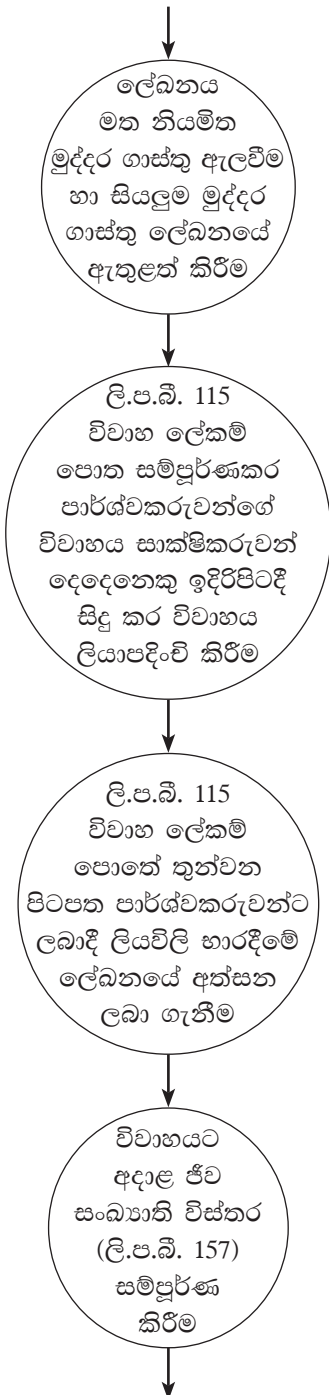 ලේඛනය
මත නියමිත
මුද්දර ගාස්තු ඇලවීම
හා සියලුම මුද්දර
ගාස්තු ලේඛනයේ
ඇතුළත් කිරීම
ලි.ප.බී. 115
විවාහ ලේකම්
පොත සම්පූර්ණකර
පාර්ශ්වකරුවන්ගේ
විවාහය සාක්ෂිකරුවන්
දෙදෙනෙකු ඉදිරිපිටදී
සිදු කර විවාහය
ලියාපදිංචි කිරීම
ලි.ප.බී. 115
විවාහ ලේකම්
පොතේ තුන්වන
පිටපත පාර්ශ්වකරුවන්ට
ලබාදී ලියවිලි භාරදීමේ
ලේඛනයේ අත්සන
ලබා ගැනීම
විවාහයට
අදාළ ජීව
සංඛ්‍යාති විස්තර
(ලි.ප.බී. 157)
සම්පූර්ණ
කිරීම